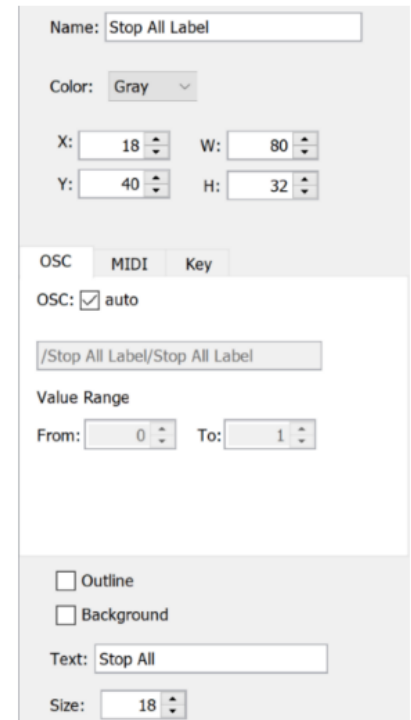 Name: Stop All Label
Color: Gray
X: 18 W: 80
Y: 40 H: 32
OSC MIDI Key
OSC: auto
/Stop All Label/Stop All Label
Value Range
From: 0 To: 1
Outline
Background
Text: Stop All
Size: 18